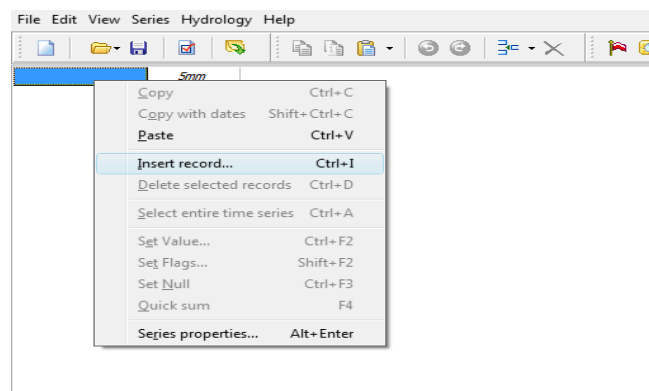 File Edit View Series Hydrology Help
5mm
Copy Ctrl+C
Copy with dates Shift+Ctrl+C
Paste Ctrl+V
Insert record... Ctrl+I
Delete selected records Ctrl+D
Select entire time series Ctrl+A
Set Value... Ctrl+F2
Set Flags... Shift+F2
Set Null Ctrl+F3
Quick sum F4
Series properties... Alt+Enter